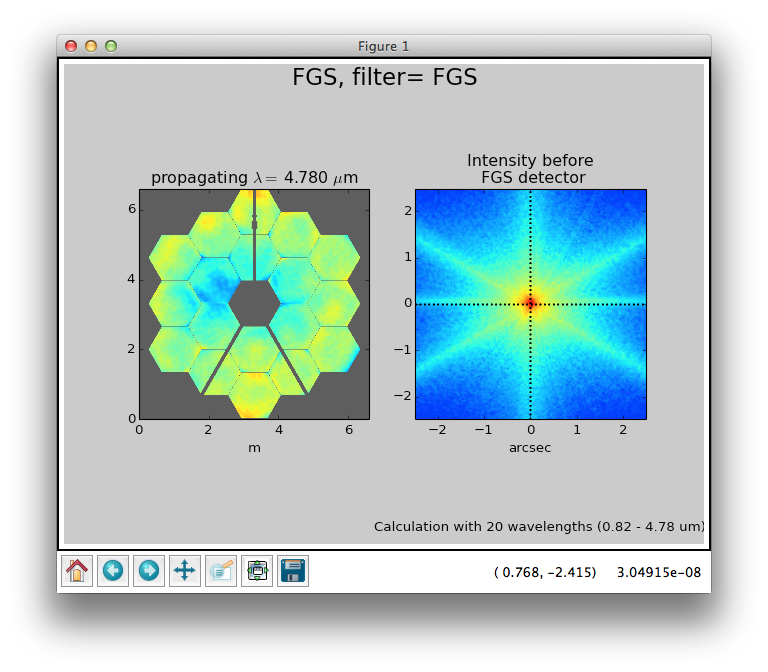 Figure 1
FGS, filter= FGS
propagating λ= 4.780 μm
6
4
2
0
0 2 4 6
m
Intensity before
FGS detector
2
1
0
−1
−2
−2 −1 0 1 2
arcsec
Calculation with 20 wavelengths (0.82 - 4.78 um)
( 0.768, -2.415) 3.04915e-08